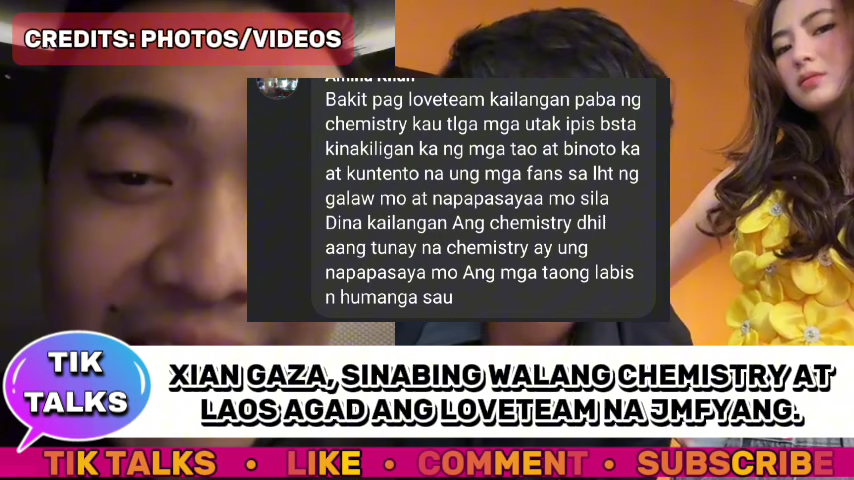 CREDITS: PHOTOS/VIDEOS
Bakit pag loveteam kailangan paba ng
chemistry kau tlga mga utak ipis bsta
kinakiligan ka ng mga tao at binoto ka
at kuntento na ung mga fans sa lht ng
galaw mo at napapasayaa mo sila
Dina kailangan Ang chemistry dhil
aang tunay na chemistry ay ung
napapasaya mo Ang mga taong labis
n humanga sau
TIK
TALKS
XIAN GAZA, SINABING WALANG CHEMISTRY AT
LAOS AGAD ANG LOVETEAM NA JMFYANG.
TIK TALKS • LIKE • COMMENT • SUBSCRIBE